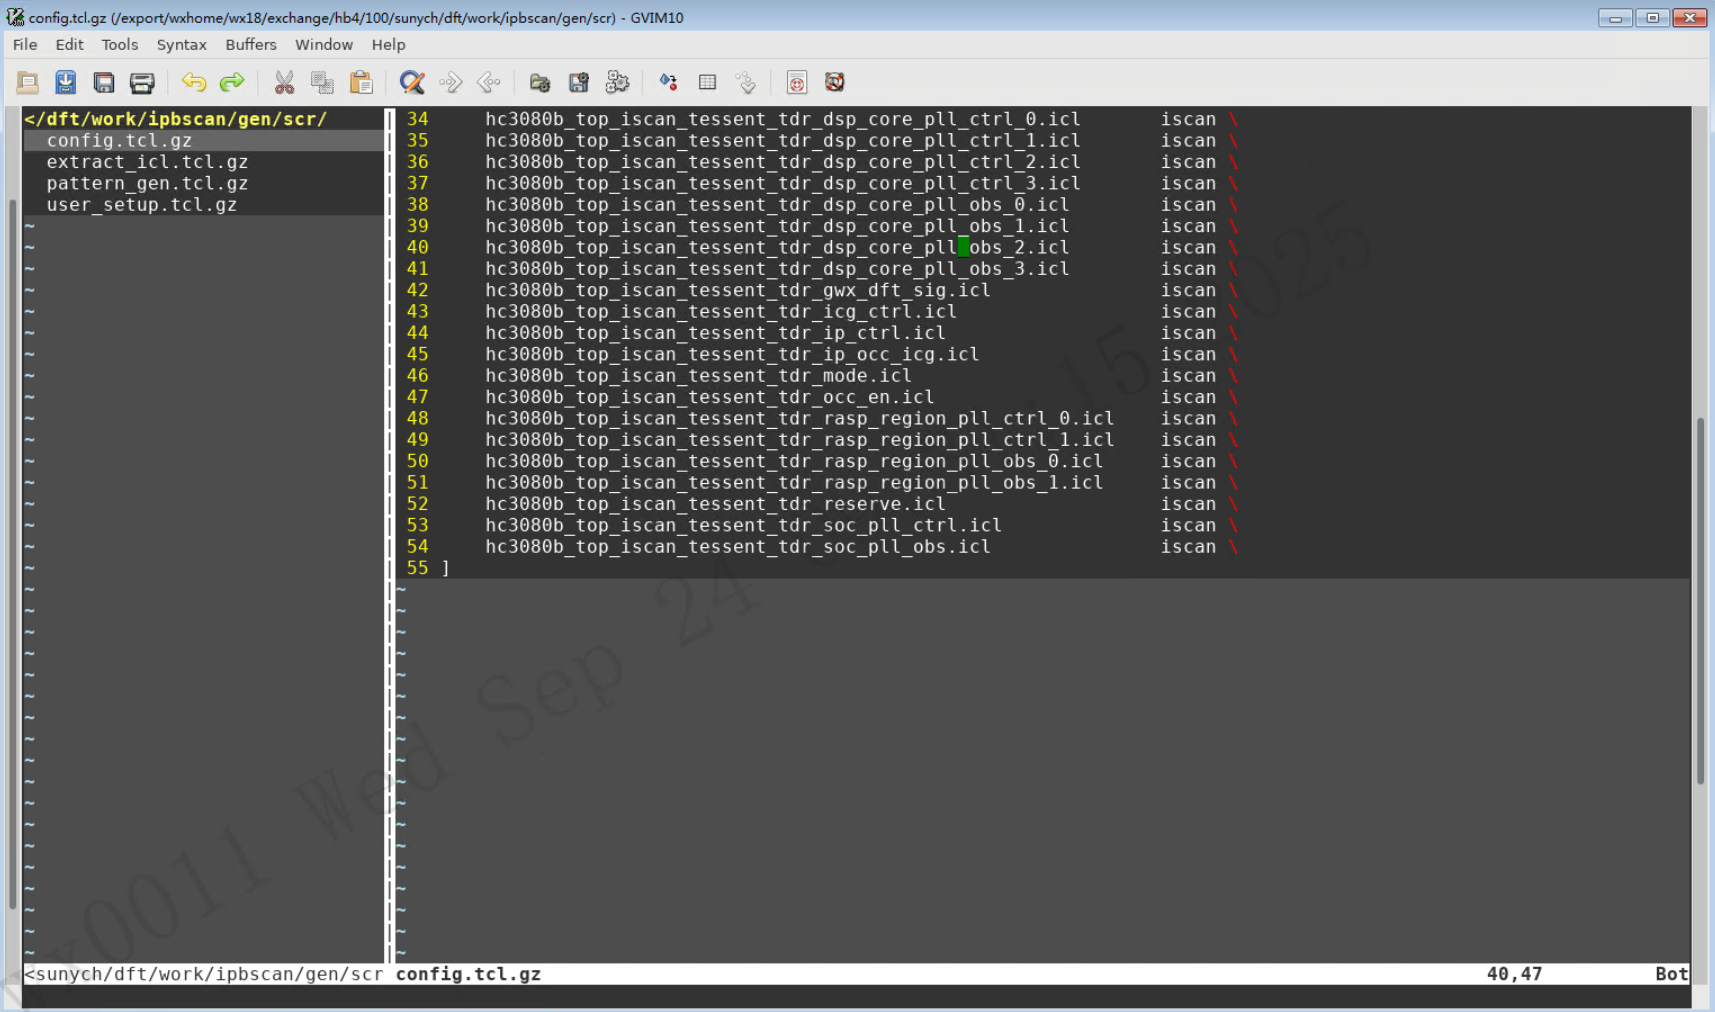 config.tcl.gz (/export/wxhome/wx18/exchange/hb4/100/sunych/dft/work/ipbscan/gen/scr) - GVIM10
File Edit Tools Syntax Buffers Window Help
</dft/work/ipbscan/gen/scr/
config.tcl.gz
extract_icl.tcl.gz
pattern_gen.tcl.gz
user_setup.tcl.gz
34 hc3080b_top_iscan_tessent_tdr_dsp_core_pll_ctrl_0.icl iscan \
35 hc3080b_top_iscan_tessent_tdr_dsp_core_pll_ctrl_1.icl iscan \
36 hc3080b_top_iscan_tessent_tdr_dsp_core_pll_ctrl_2.icl iscan \
37 hc3080b_top_iscan_tessent_tdr_dsp_core_pll_ctrl_3.icl iscan \
38 hc3080b_top_iscan_tessent_tdr_dsp_core_pll_obs_0.icl iscan \
39 hc3080b_top_iscan_tessent_tdr_dsp_core_pll_obs_1.icl iscan \
40 hc3080b_top_iscan_tessent_tdr_dsp_core_pll_obs_2.icl iscan \
41 hc3080b_top_iscan_tessent_tdr_dsp_core_pll_obs_3.icl iscan \
42 hc3080b_top_iscan_tessent_tdr_gwx_dft_sig.icl iscan \
43 hc3080b_top_iscan_tessent_tdr_icg_ctrl.icl iscan \
44 hc3080b_top_iscan_tessent_tdr_ip_ctrl.icl iscan \
45 hc3080b_top_iscan_tessent_tdr_ip_occ_icg.icl iscan \
46 hc3080b_top_iscan_tessent_tdr_mode.icl iscan \
47 hc3080b_top_iscan_tessent_tdr_occ_en.icl iscan \
48 hc3080b_top_iscan_tessent_tdr_rasp_region_pll_ctrl_0.icl iscan \
49 hc3080b_top_iscan_tessent_tdr_rasp_region_pll_ctrl_1.icl iscan \
50 hc3080b_top_iscan_tessent_tdr_rasp_region_pll_obs_0.icl iscan \
51 hc3080b_top_iscan_tessent_tdr_rasp_region_pll_obs_1.icl iscan \
52 hc3080b_top_iscan_tessent_tdr_reserve.icl iscan \
53 hc3080b_top_iscan_tessent_tdr_soc_pll_ctrl.icl iscan \
54 hc3080b_top_iscan_tessent_tdr_soc_pll_obs.icl iscan \
55 ]
<sunych/dft/work/ipbscan/gen/scr config.tcl.gz 40,47 Bot
wx0011 Wed Sep 24